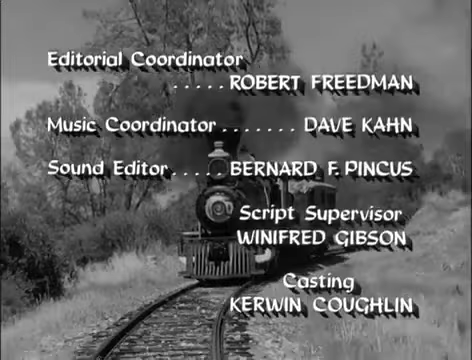 Editorial Coordinator
.....ROBERT FREEDMAN
Music Coordinator.......DAVE KAHN
Sound Editor.....BERNARD F. PINCUS
Script Supervisor
WINIFRED GIBSON
Casting
KERWIN COUGHLIN